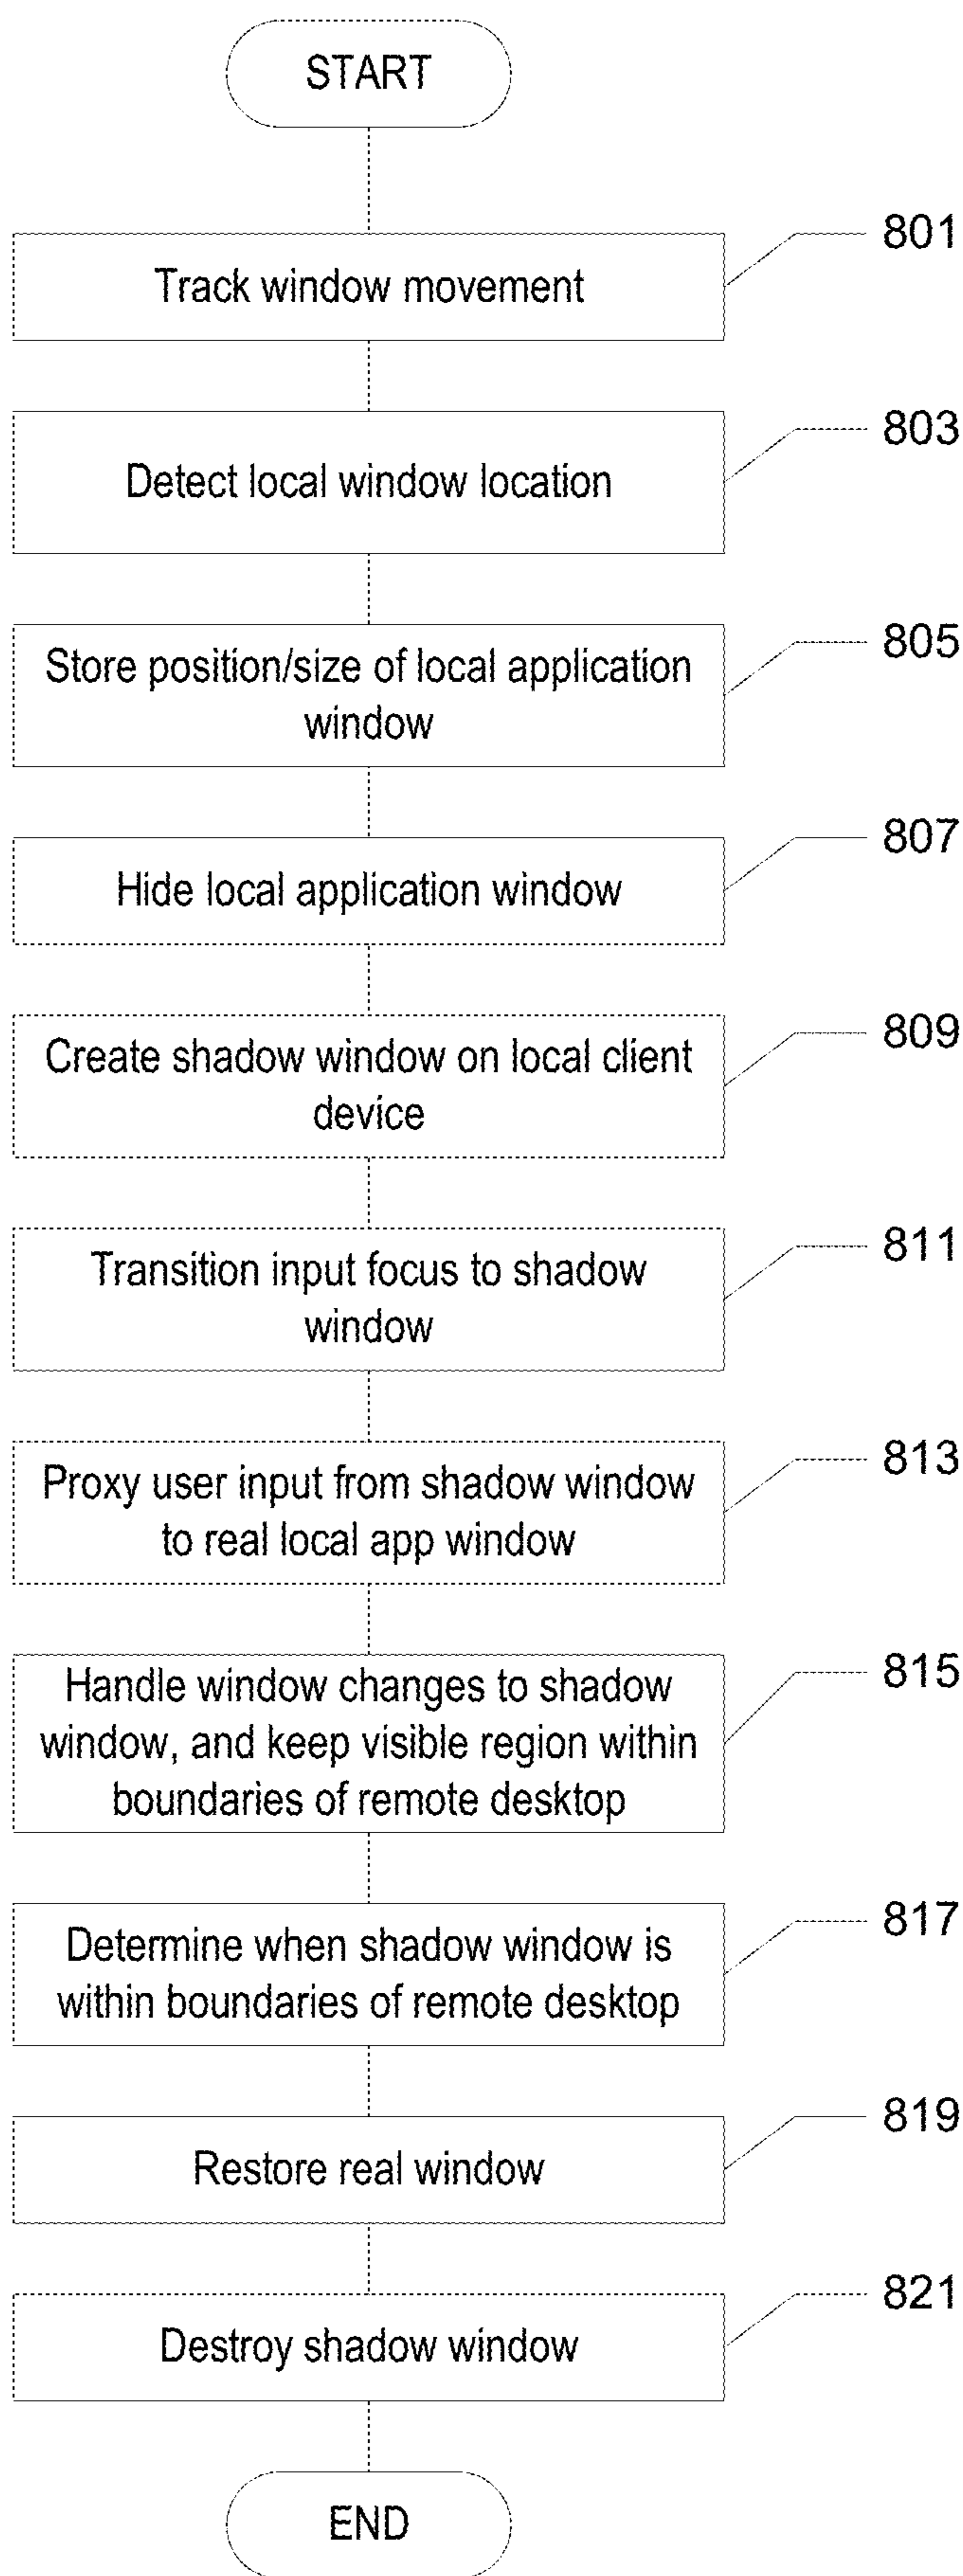 START
801
Track window movement
803
Detect local window location
805
Store position/size of local application
window
807
Hide local application window
809
Create shadow window on local client
device
811
Transition input focus to shadow
window
813
Proxy user input from shadow window
to real local app window
815
Handle window changes to shadow
window, and keep visible region within
boundaries of remote desktop
817
Determine when shadow window is
within boundaries of remote desktop
819
Restore real window
821
Destroy shadow window
END